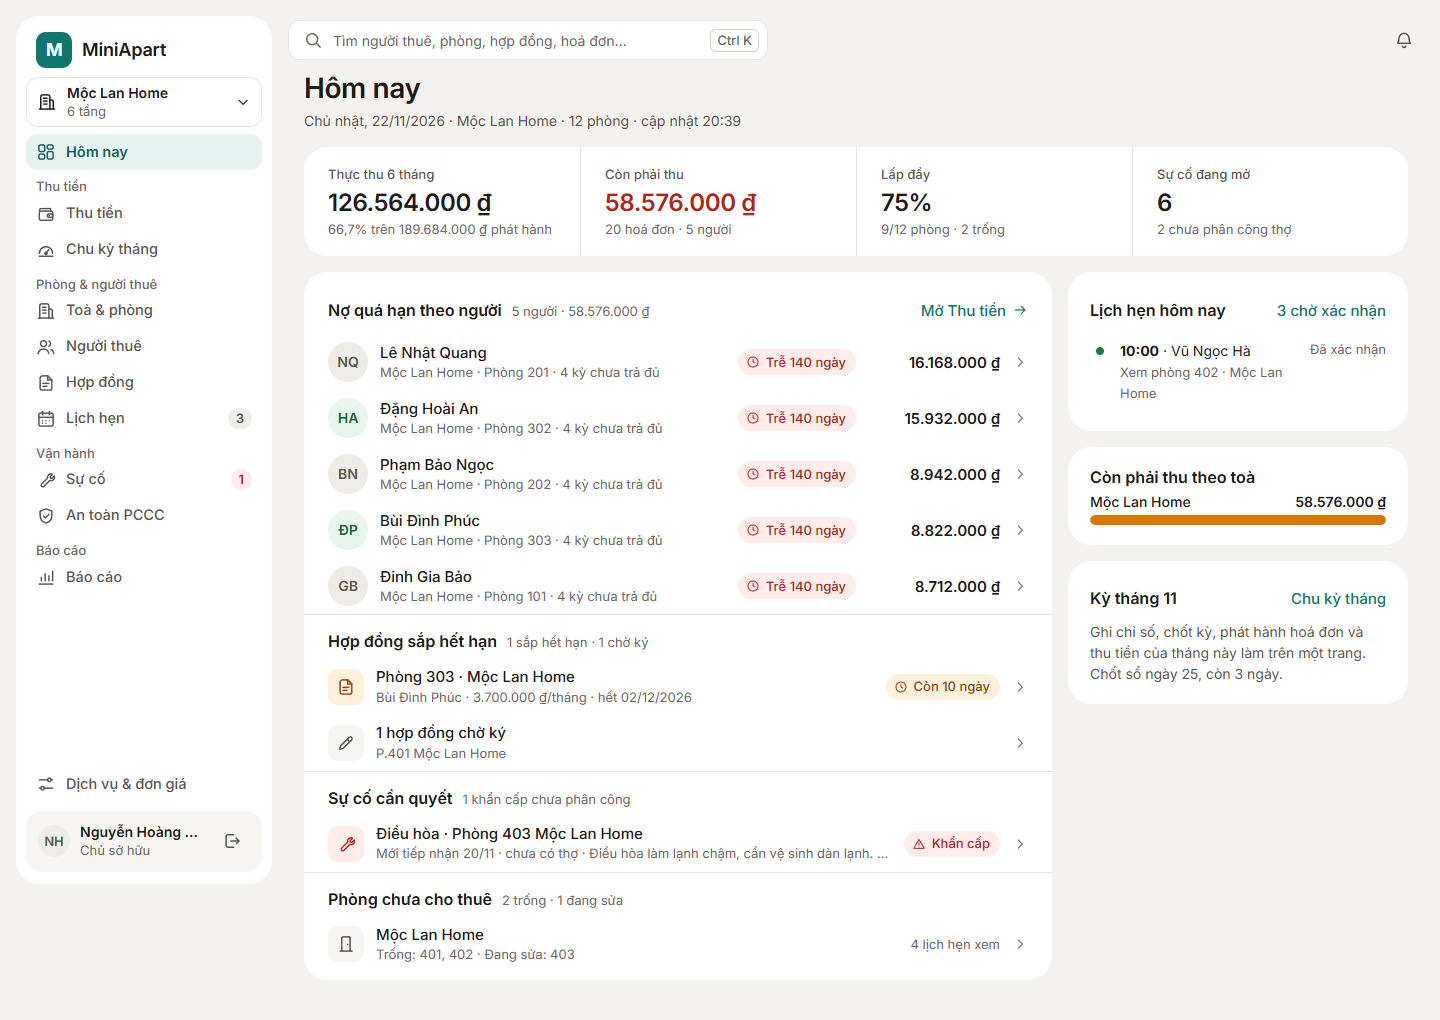 M MiniApart
Mộc Lan Home
6 tầng
Hôm nay
Thu tiền
Thu tiền
Chu kỳ tháng
Phòng & người thuê
Toà & phòng
Người thuê
Hợp đồng
Lịch hẹn 3
Vận hành
Sự cố 1
An toàn PCCC
Báo cáo
Báo cáo
Dịch vụ & đơn giá
NH Nguyễn Hoàng ...
Chủ sở hữu
Tìm người thuê, phòng, hợp đồng, hoá đơn... Ctrl K
Hôm nay
Chủ nhật, 22/11/2026 · Mộc Lan Home · 12 phòng · cập nhật 20:39
Thực thu 6 tháng
126.564.000 ₫
66,7% trên 189.684.000 ₫ phát hành
Còn phải thu
58.576.000 ₫
20 hoá đơn · 5 người
Lấp đầy
75%
9/12 phòng · 2 trống
Sự cố đang mở
6
2 chưa phân công thợ
Nợ quá hạn theo người 5 người · 58.576.000 ₫ Mở Thu tiền →
NQ Lê Nhật Quang Trễ 140 ngày 16.168.000 ₫
Mộc Lan Home · Phòng 201 · 4 kỳ chưa trả đủ
HA Đặng Hoài An Trễ 140 ngày 15.932.000 ₫
Mộc Lan Home · Phòng 302 · 4 kỳ chưa trả đủ
BN Phạm Bảo Ngọc Trễ 140 ngày 8.942.000 ₫
Mộc Lan Home · Phòng 202 · 4 kỳ chưa trả đủ
ĐP Bùi Đình Phúc Trễ 140 ngày 8.822.000 ₫
Mộc Lan Home · Phòng 303 · 4 kỳ chưa trả đủ
GB Đinh Gia Bảo Trễ 140 ngày 8.712.000 ₫
Mộc Lan Home · Phòng 101 · 4 kỳ chưa trả đủ
Hợp đồng sắp hết hạn 1 sắp hết hạn · 1 chờ ký
Phòng 303 · Mộc Lan Home Còn 10 ngày
Bùi Đình Phúc · 3.700.000 ₫/tháng · hết 02/12/2026
1 hợp đồng chờ ký
P.401 Mộc Lan Home
Sự cố cần quyết 1 khẩn cấp chưa phân công
Điều hòa · Phòng 403 Mộc Lan Home Khẩn cấp
Mới tiếp nhận 20/11 · chưa có thợ · Điều hòa làm lạnh chậm, cần vệ sinh dàn lạnh. ...
Phòng chưa cho thuê 2 trống · 1 đang sửa
Mộc Lan Home 4 lịch hẹn xem
Trống: 401, 402 · Đang sửa: 403
Lịch hẹn hôm nay 3 chờ xác nhận
10:00 · Vũ Ngọc Hà Đã xác nhận
Xem phòng 402 · Mộc Lan
Home
Còn phải thu theo toà
Mộc Lan Home 58.576.000 ₫
Kỳ tháng 11 Chu kỳ tháng
Ghi chỉ số, chốt kỳ, phát hành hoá đơn và
thu tiền của tháng này làm trên một trang.
Chốt sổ ngày 25, còn 3 ngày.